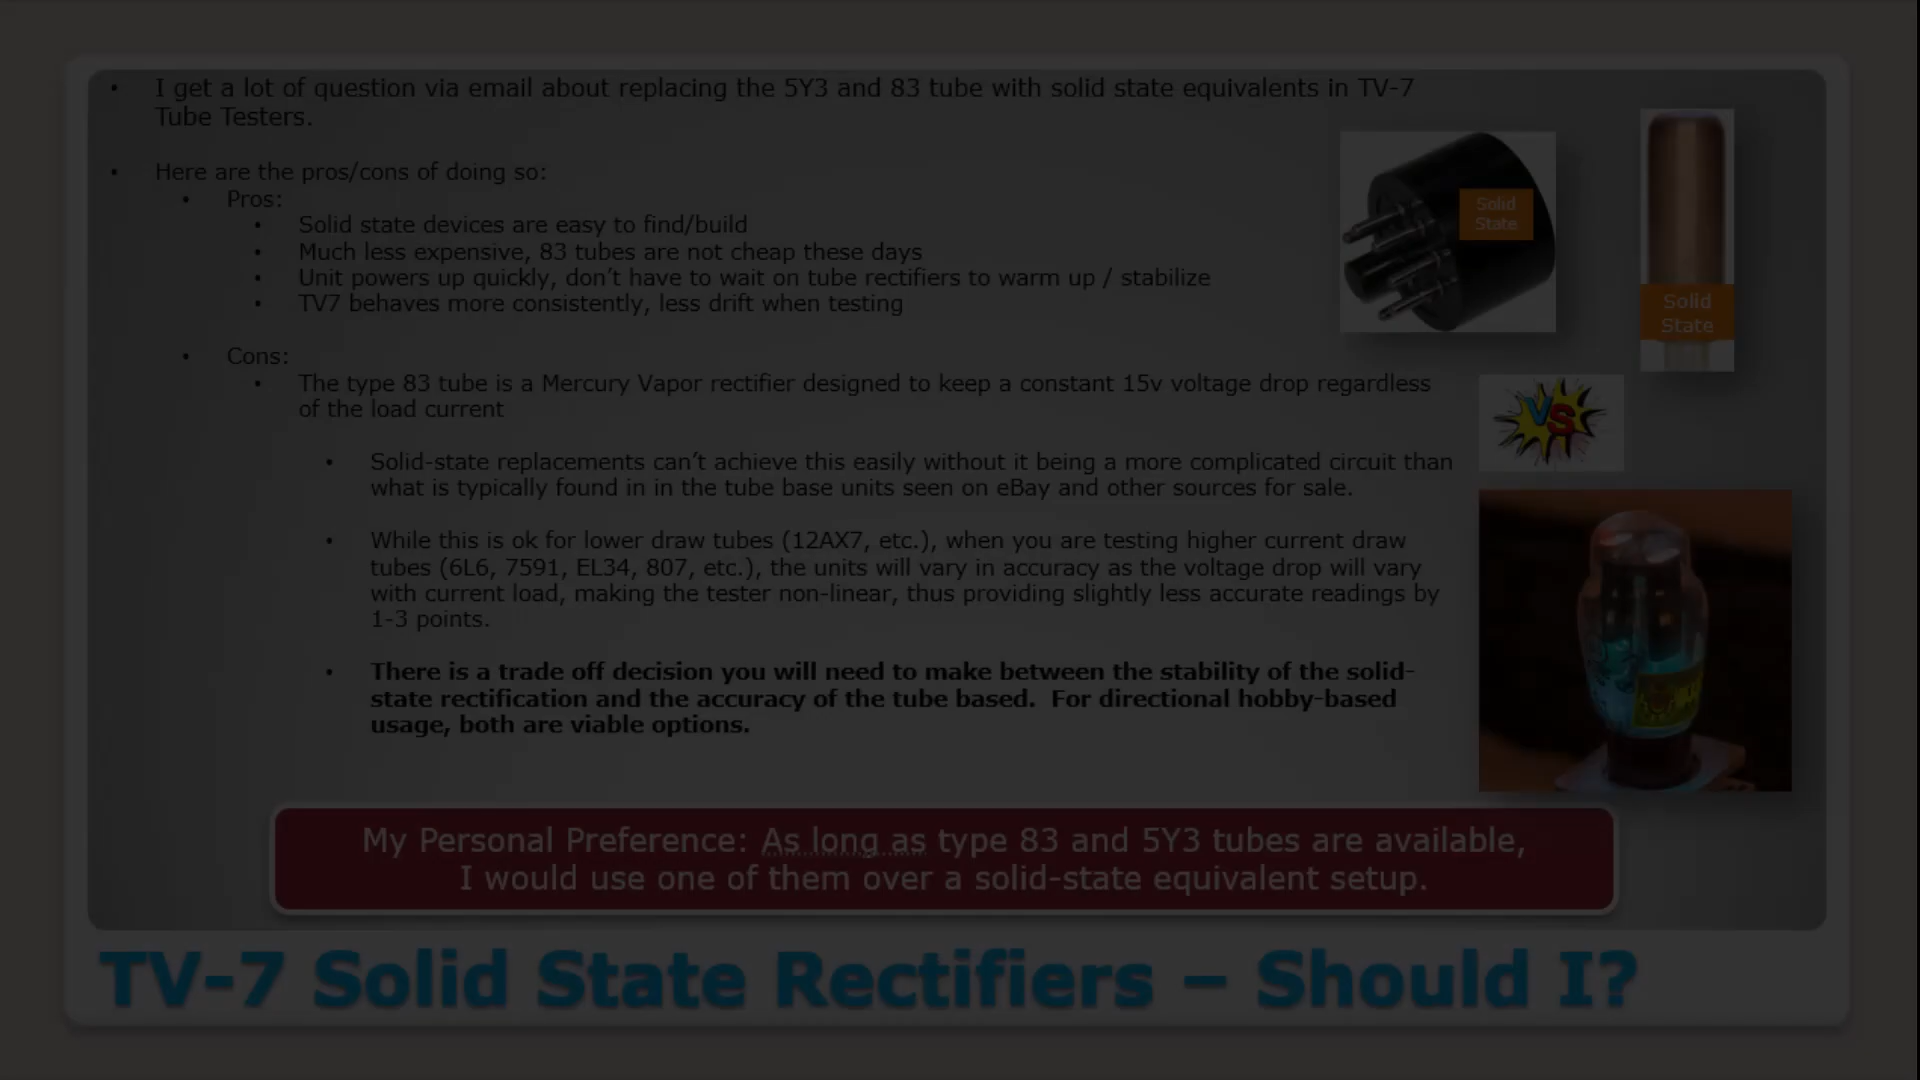 • I get a lot of question via email about replacing the 5Y3 and 83 tube with solid state equivalents in TV-7
Tube Testers.
• Here are the pros/cons of doing so:
• Pros:
• Solid state devices are easy to find/build
• Much less expensive, 83 tubes are not cheap these days
• Unit powers up quickly, don’t have to wait on tube rectifiers to warm up / stabilize
• TV7 behaves more consistently, less drift when testing
• Cons:
• The type 83 tube is a Mercury Vapor rectifier designed to keep a constant 15v voltage drop regardless
of the load current
• Solid-state replacements can’t achieve this easily without it being a more complicated circuit than
what is typically found in in the tube base units seen on eBay and other sources for sale.
• While this is ok for lower draw tubes (12AX7, etc.), when you are testing higher current draw
tubes (6L6, 7591, EL34, 807, etc.), the units will vary in accuracy as the voltage drop will vary
with current load, making the tester non-linear, thus providing slightly less accurate readings by
1-3 points.
• There is a trade off decision you will need to make between the stability of the solid-
state rectification and the accuracy of the tube based.  For directional hobby-based
usage, both are viable options.
Solid
State
Solid
State
VS
My Personal Preference: As long as type 83 and 5Y3 tubes are available,
I would use one of them over a solid-state equivalent setup.
TV-7 Solid State Rectifiers – Should I?